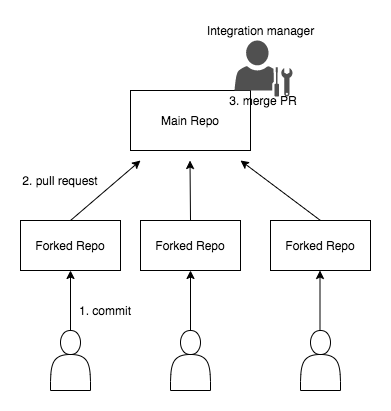 Integration manager
3. merge PR
Main Repo
2. pull request
Forked Repo
Forked Repo
Forked Repo
1. commit